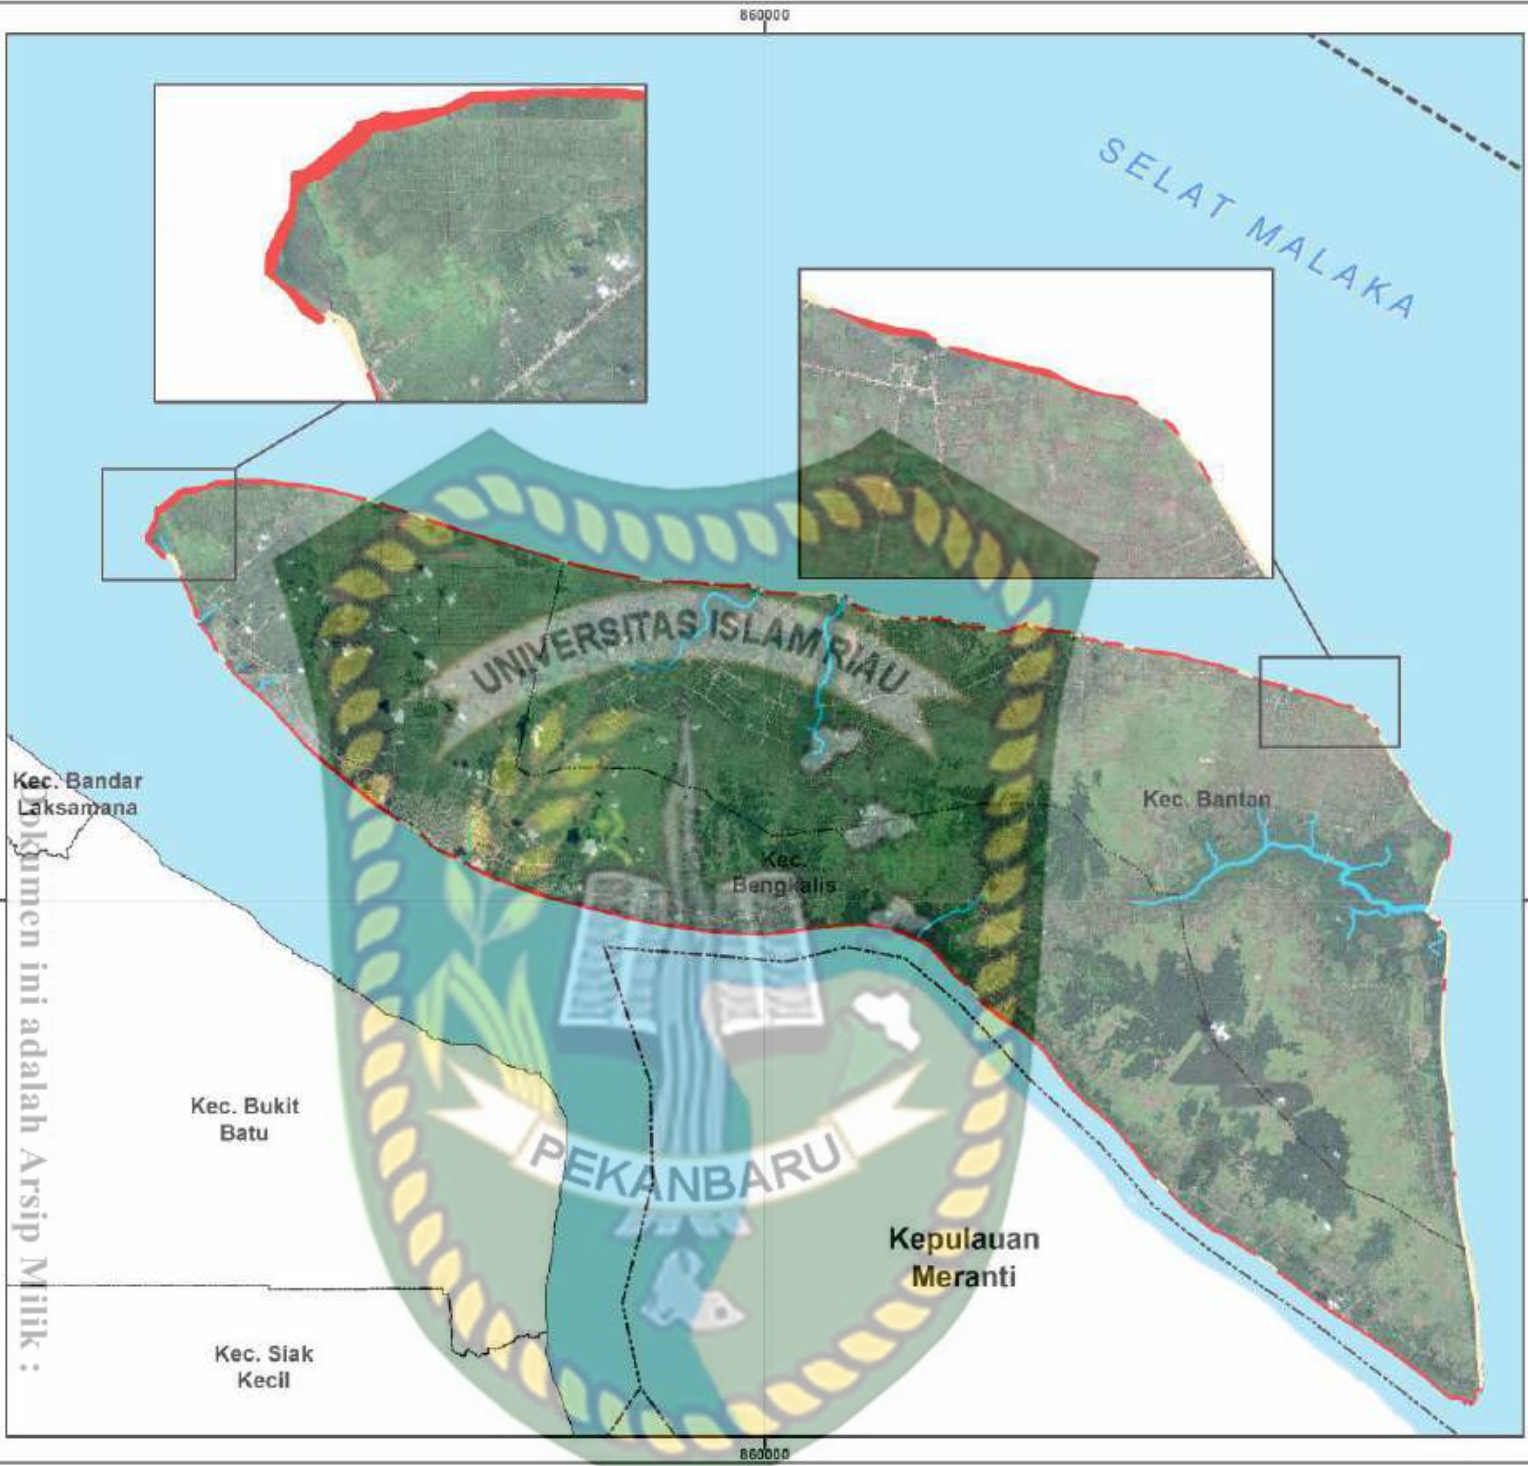 860000
SELAT MALAKA
UNIVERSITAS ISLAM RIAU
Kec. Bandar
Laksamana
Kec. Bantan
Kec.
Bengkalis
Kec. Bukit
Batu
PEKANBARU
Kepulauan
Meranti
Kec. Siak
Kecil
Dokumen ini adalah Arsip Milik :
860000